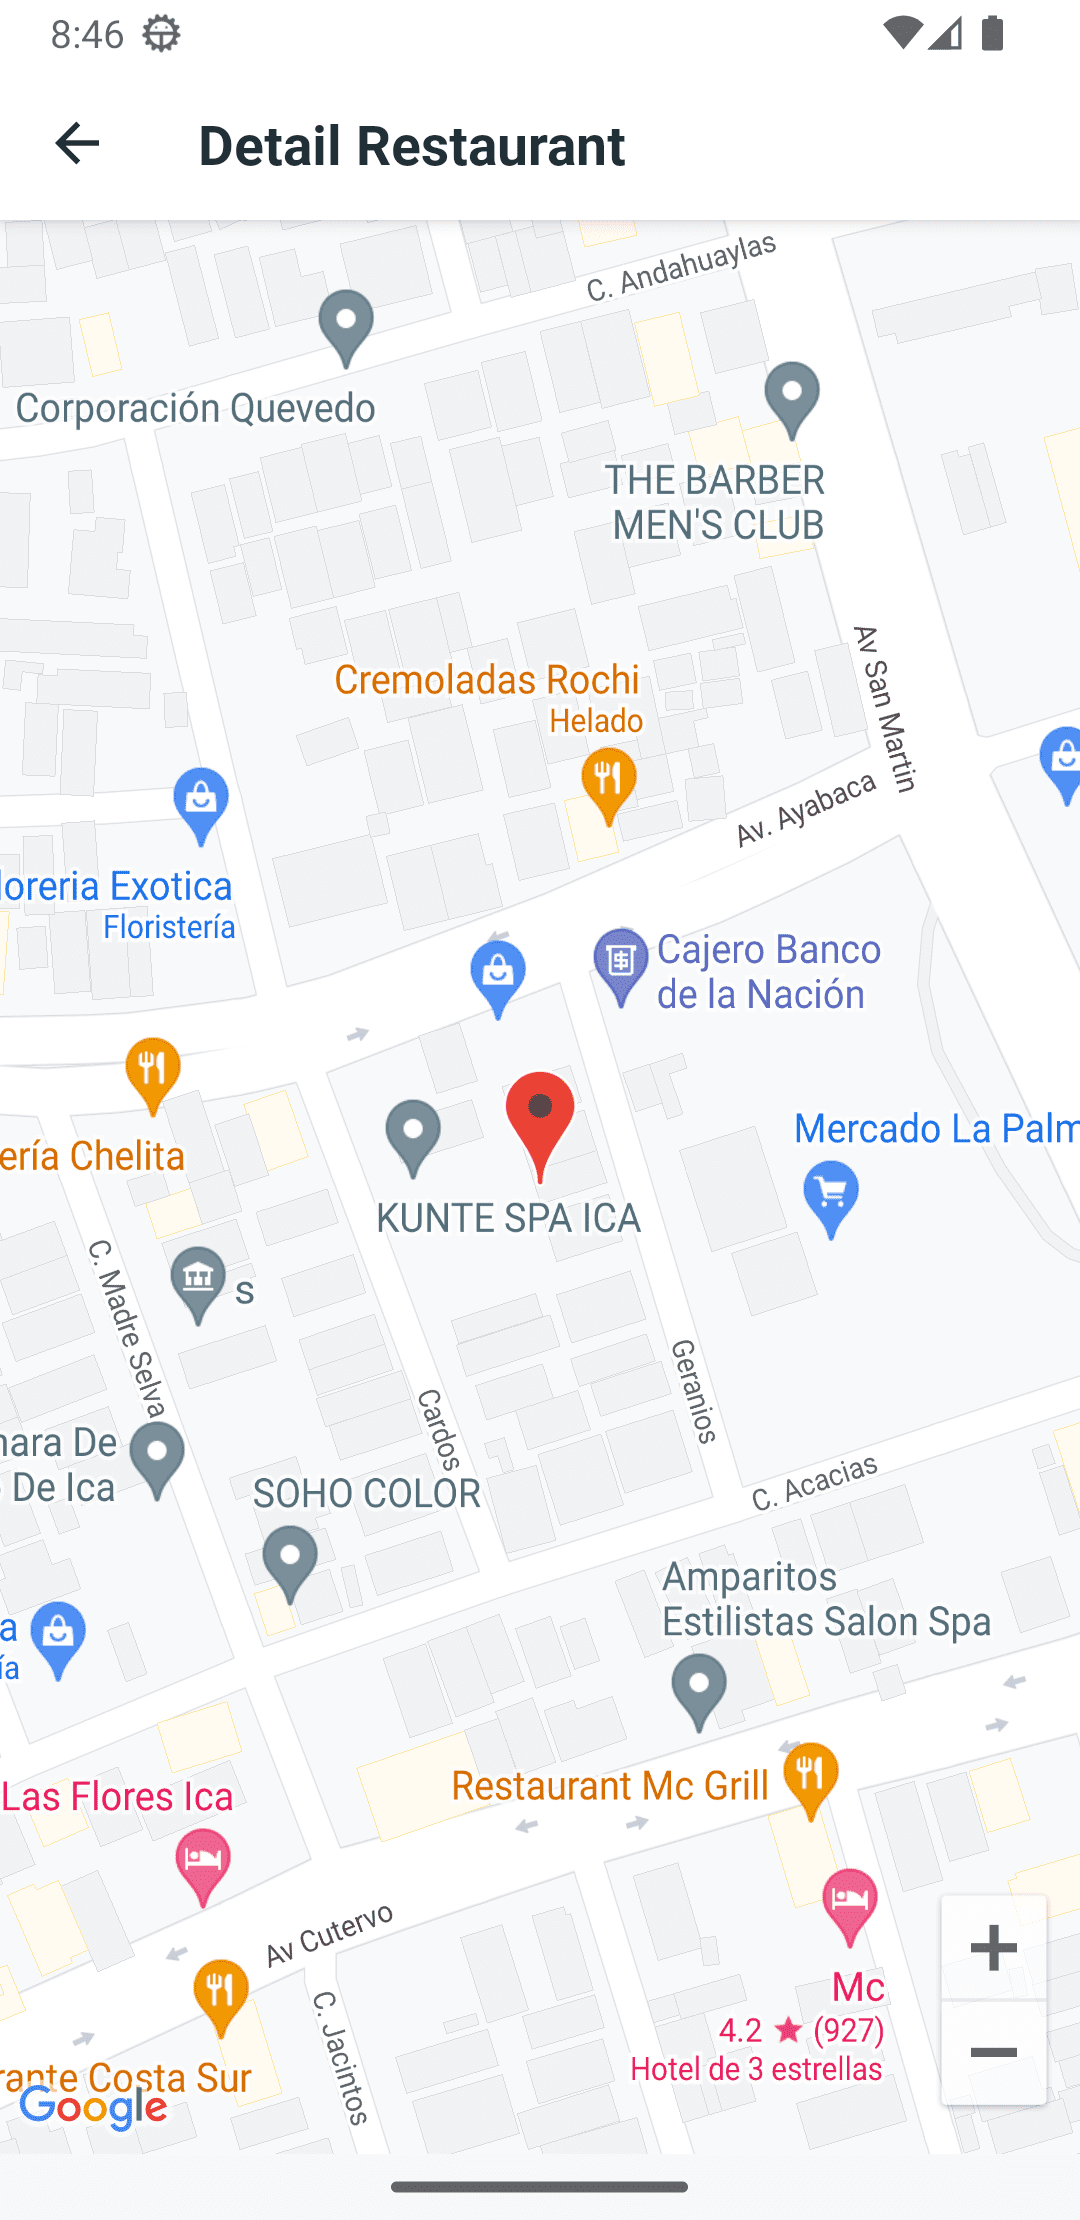 8:46
Detail Restaurant
C. Andahuaylas
Corporación Quevedo
THE BARBER
MEN'S CLUB
Av San Martin
Cremoladas Rochi
Helado
Av. Ayabaca
loreria Exotica
Floristería
Cajero Banco
de la Nación
Mercado La Palm
ería Chelita
KUNTE SPA ICA
C. Madre Selva
s
Geranios
Cardos
nara De
De Ica
SOHO COLOR
C. Acacias
Amparitos
Estilistas Salon Spa
a
ía
Restaurant Mc Grill
Las Flores Ica
Av Cutervo
Mc
4.2 ★ (927)
Hotel de 3 estrellas
C. Jacintos
rante Costa Sur
Google